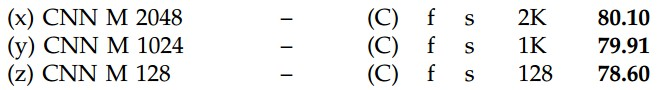 (x) CNN M 2048 – (C) f s 2K 80.10
(y) CNN M 1024 – (C) f s 1K 79.91
(z) CNN M 128 – (C) f s 128 78.60